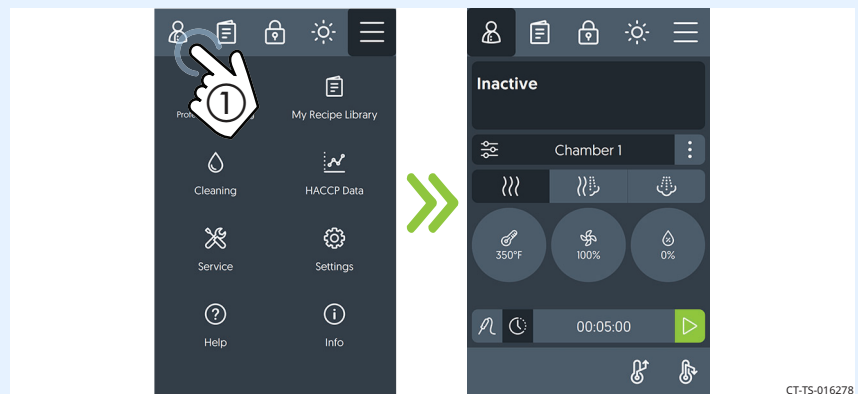 1
My Recipe Library
Cleaning
HACCP Data
Service
Settings
Help
Info
Inactive
Chamber 1
350°F
100%
0%
00:05:00
CT-TS-016278